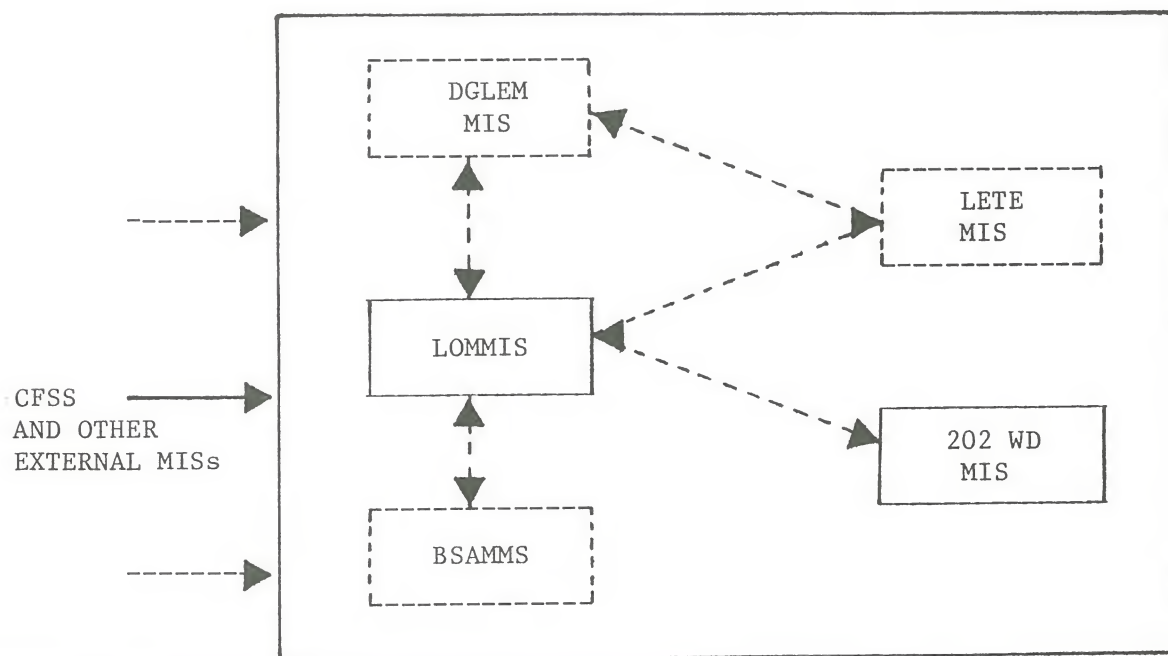 DGLEM
MIS
LETE
MIS
LOMMIS
CFSS
AND OTHER
EXTERNAL MISs
202 WD
MIS
BSAMMS